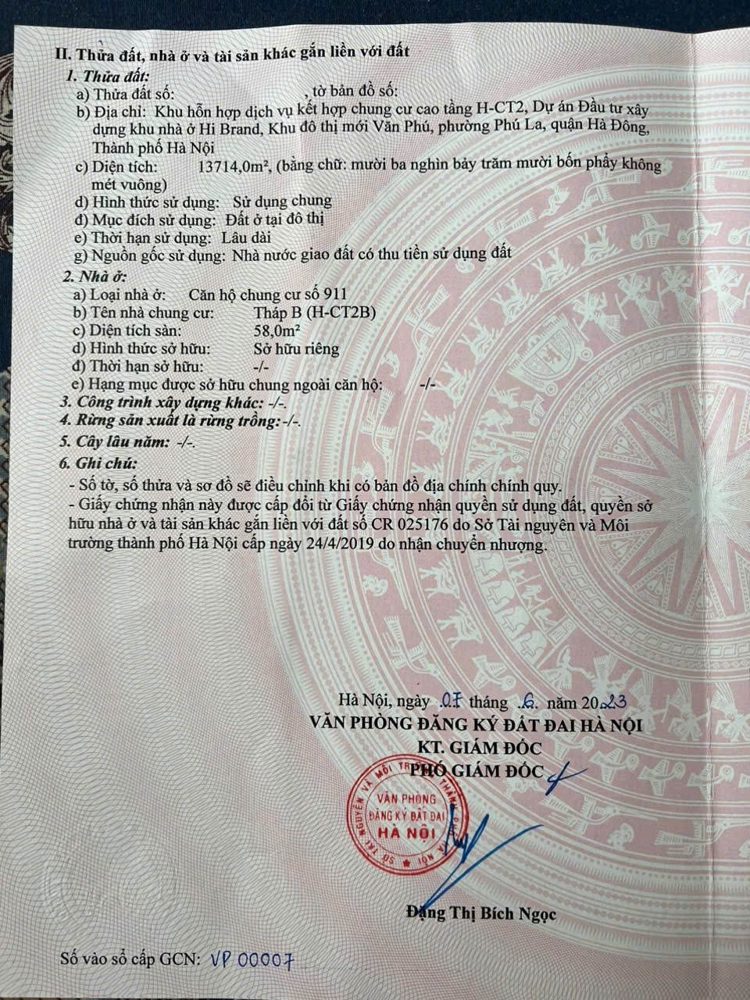 II. Thửa đất, nhà ở và tài sản khác gắn liền với đất
1. Thửa đất:
a) Thửa đất số: , tờ bản đồ số:
b) Địa chỉ: Khu hỗn hợp dịch vụ kết hợp chung cư cao tầng H-CT2, Dự án Đầu tư xây
dựng khu nhà ở Hi Brand, Khu đô thị mới Văn Phú, phường Phú La, quận Hà Đông,
Thành phố Hà Nội
c) Diện tích: 13714,0m², (bằng chữ: mười ba nghìn bảy trăm mười bốn phẩy không
mét vuông)
d) Hình thức sử dụng: Sử dụng chung
đ) Mục đích sử dụng: Đất ở tại đô thị
e) Thời hạn sử dụng: Lâu dài
g) Nguồn gốc sử dụng: Nhà nước giao đất có thu tiền sử dụng đất
2. Nhà ở:
a) Loại nhà ở: Căn hộ chung cư số 911
b) Tên nhà chung cư: Tháp B (H-CT2B)
c) Diện tích sàn: 58,0m²
d) Hình thức sở hữu: Sở hữu riêng
đ) Thời hạn sở hữu: -/-
e) Hạng mục được sở hữu chung ngoài căn hộ: -/-
3. Công trình xây dựng khác: -/-.
4. Rừng sản xuất là rừng trồng: -/-.
5. Cây lâu năm: -/-.
6. Ghi chú:
- Số tờ, số thửa và sơ đồ sẽ điều chỉnh khi có bản đồ địa chính chính quy.
- Giấy chứng nhận này được cấp đổi từ Giấy chứng nhận quyền sử dụng đất, quyền sở
hữu nhà ở và tài sản khác gắn liền với đất số CR 025176 do Sở Tài nguyên và Môi
trường thành phố Hà Nội cấp ngày 24/4/2019 do nhận chuyển nhượng.
Hà Nội, ngày 07 tháng 6 năm 2023
VĂN PHÒNG ĐĂNG KÝ ĐẤT ĐAI HÀ NỘI
KT. GIÁM ĐỐC
PHÓ GIÁM ĐỐC
SỞ TÀI NGUYÊN VÀ MÔI TRƯỜNG THÀNH PHỐ HÀ NỘI
VĂN PHÒNG
ĐĂNG KÝ ĐẤT ĐAI
HÀ NỘI
Đặng Thị Bích Ngọc
Số vào sổ cấp GCN: VP 00007